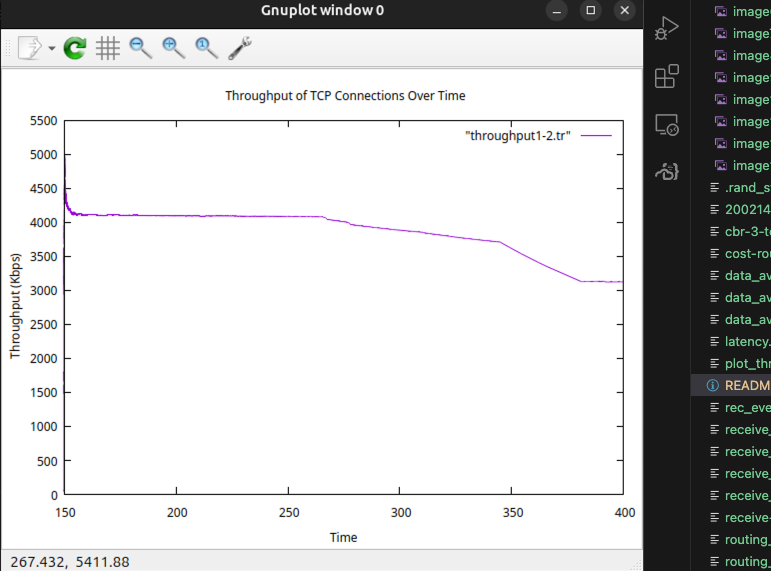 Gnuplot window 0
Throughput of TCP Connections Over Time
"throughput1-2.tr"
5500
5000
4500
4000
3500
3000
2500
2000
1500
1000
500
0
Throughput (Kbps)
150
200
250
300
350
400
Time
267.432, 5411.88
image
image
image
image
image
image
image
image
.rand_s
200214
cbr-3-t
cost-ro
data_av
data_av
data_av
latency.
plot_thr
READM
rec_eve
receive_
receive_
receive_
receive_
receive-
routing_
routing_